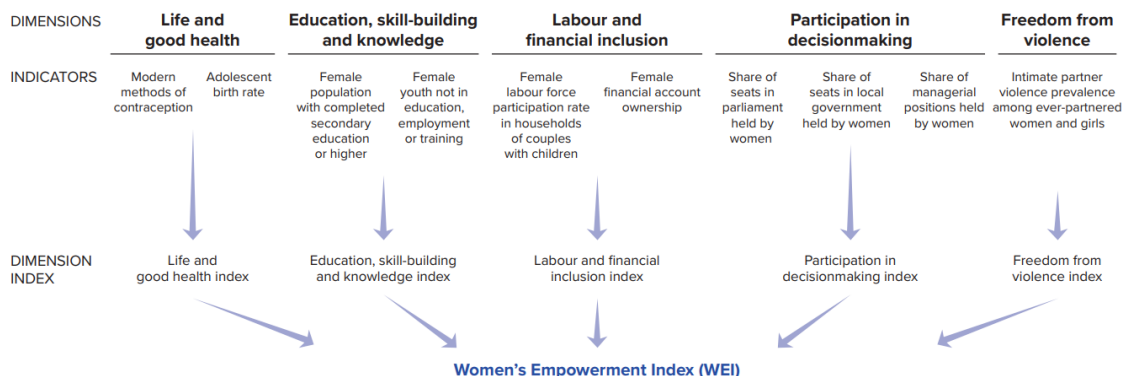 DIMENSIONS
Life and
good health
Education, skill-building
and knowledge
Labour and
financial inclusion
Participation in
decisionmaking
Freedom from
violence
INDICATORS
Modern
methods of
contraception
Adolescent
birth rate
Female
population
with completed
secondary
education
or higher
Female
youth not in
education,
employment
or training
Female
labour force
participation rate
in households
of couples
with children
Female
financial account
ownership
Share of
seats in
parliament
held by
women
Share of
seats in local
government
held by women
Share of
managerial
positions held
by women
Intimate partner
violence prevalence
among ever-partnered
women and girls
DIMENSION
INDEX
Life and
good health index
Education, skill-building
and knowledge index
Labour and financial
inclusion index
Participation in
decisionmaking index
Freedom from
violence index
Women's Empowerment Index (WEI)